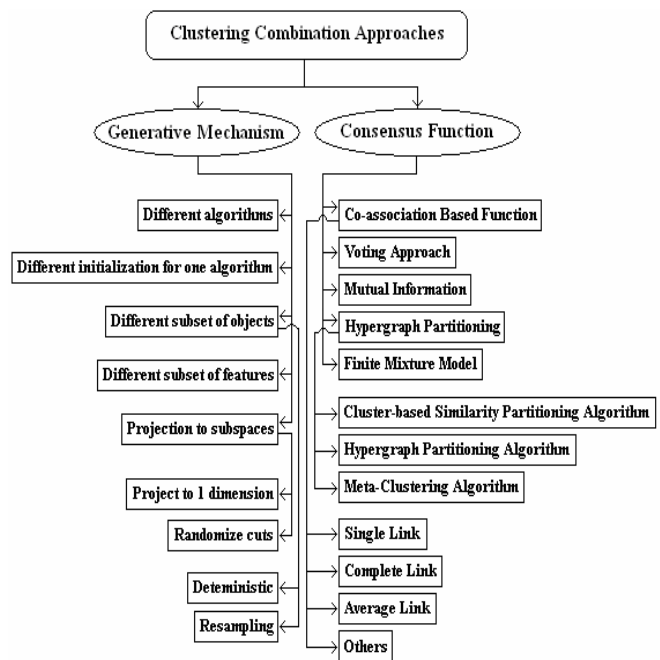 Clustering Combination Approaches
Generative Mechanism
Consensus Function
Different algorithms
Different initialization for one algorithm
Different subset of objects
Different subset of features
Projection to subspaces
Project to 1 dimension
Randomize cuts
Deteministic
Resampling
Co-association Based Function
Voting Approach
Mutual Information
Hypergraph Partitioning
Finite Mixture Model
Cluster-based Similarity Partitioning Algorithm
Hypergraph Partitioning Algorithm
Meta-Clustering Algorithm
Single Link
Complete Link
Average Link
Others